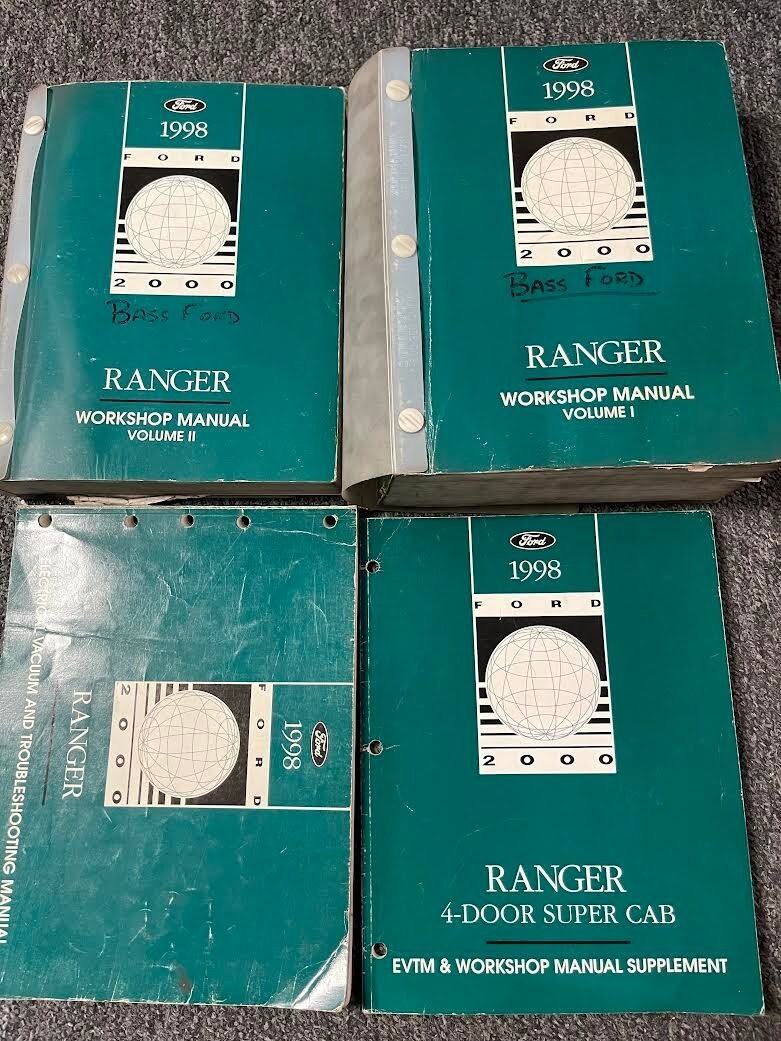 Ford
1998
FORD
2000
Bass Ford
RANGER
WORKSHOP MANUAL
VOLUME II
Ford
1998
FORD
2000
Bass Ford
RANGER
WORKSHOP MANUAL
VOLUME I
Ford
1998
FORD
2000
RANGER
ELECTRICAL, VACUUM AND TROUBLESHOOTING MANUAL
Ford
1998
FORD
2000
RANGER
4-DOOR SUPER CAB
EVTM & WORKSHOP MANUAL SUPPLEMENT